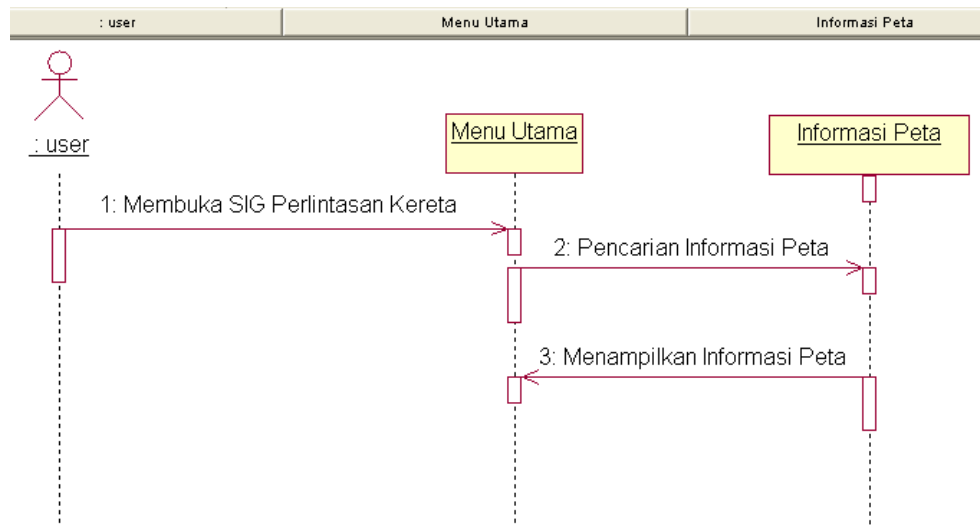 : user
Menu Utama
Informasi Peta
: user
Menu Utama
Informasi Peta
1: Membuka SIG Perlintasan Kereta
2: Pencarian Informasi Peta
3: Menampilkan Informasi Peta